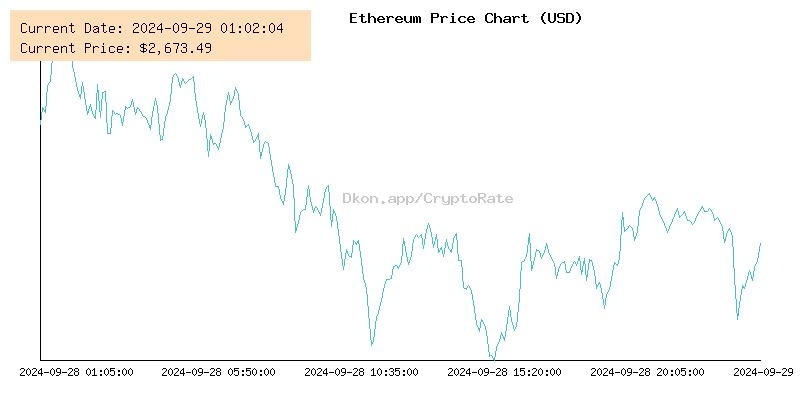 Ethereum Price Chart (USD)
Current Date: 2024-09-29 01:02:04
Current Price: $2,673.49
Dkon.app/CryptoRate
2024-09-28 01:05:00 2024-09-28 05:50:00 2024-09-28 10:35:00 2024-09-28 15:20:00 2024-09-28 20:05:00 2024-09-29